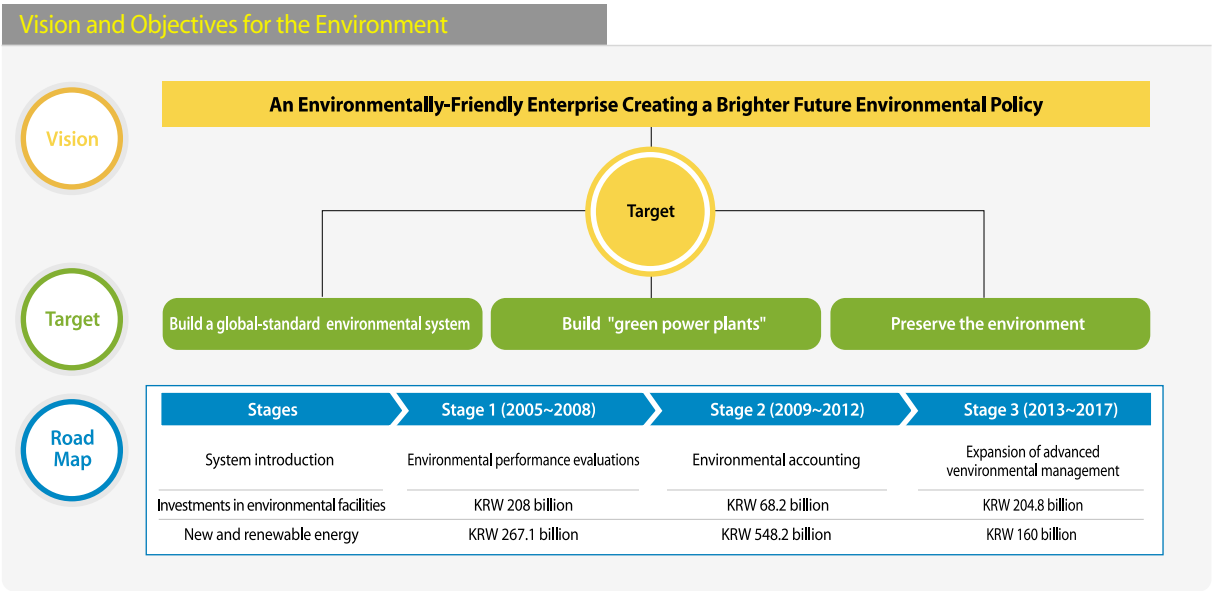 Vision and Objectives for the Environment
Vision
An Environmentally-Friendly Enterprise Creating a Brighter Future Environmental Policy
Target
Target
Build a global-standard environmental system
Build "green power plants"
Preserve the environment
Road
Map
Stages
Stage 1 (2005~2008)
Stage 2 (2009~2012)
Stage 3 (2013~2017)
System introduction
Environmental performance evaluations
Environmental accounting
Expansion of advanced
venvironmental management
Investments in environmental facilities
KRW 208 billion
KRW 68.2 billion
KRW 204.8 billion
New and renewable energy
KRW 267.1 billion
KRW 548.2 billion
KRW 160 billion